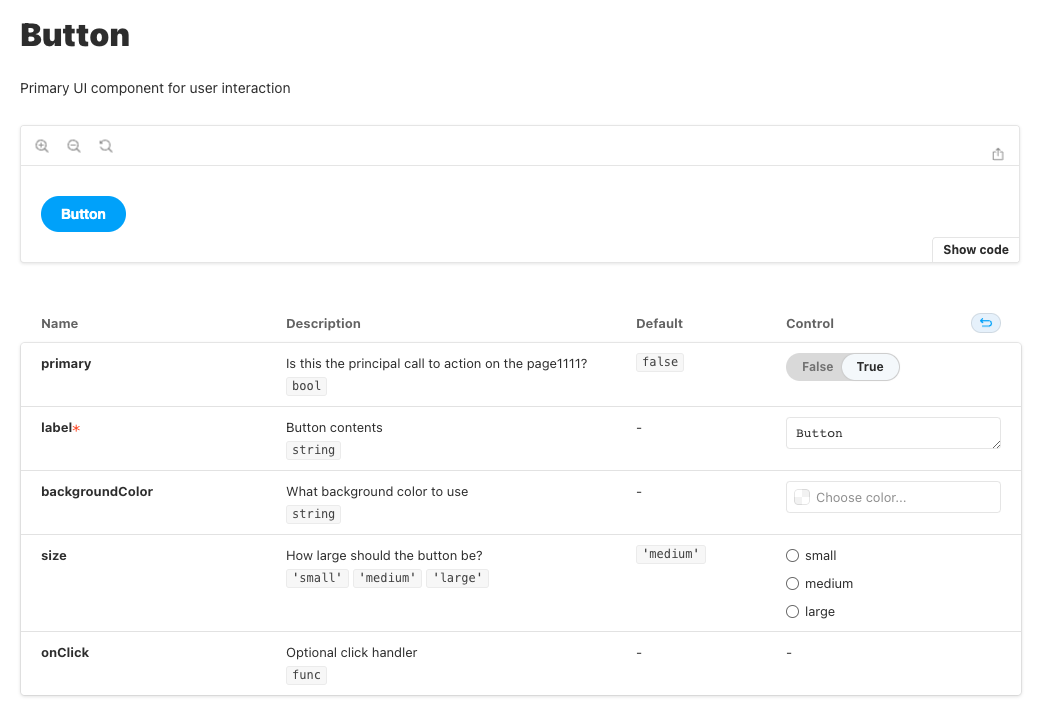 Button
Primary UI component for user interaction
Button
Show code
Name Description Default Control
primary Is this the principal call to action on the page1111? false False True
bool
label* Button contents - Button
string
backgroundColor What background color to use - Choose color...
string
size How large should the button be? 'medium' small
'small' 'medium' 'large' medium
large
onClick Optional click handler - -
func